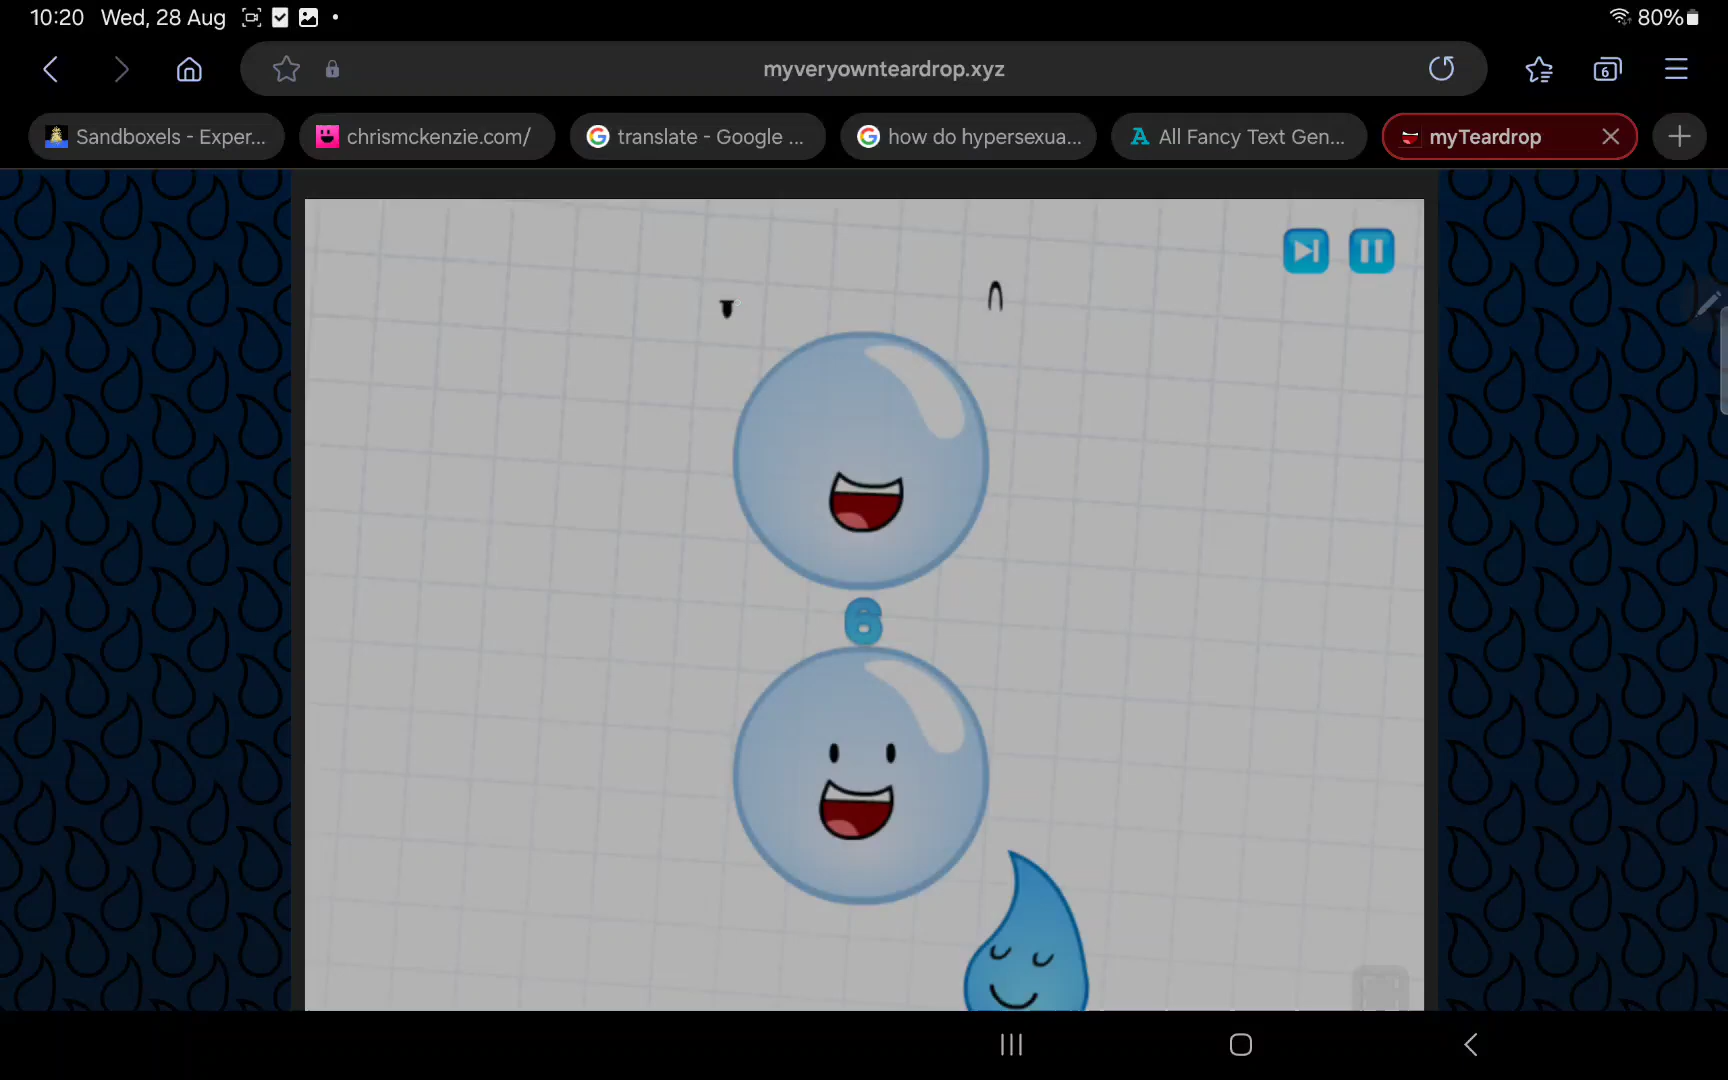 10:20 Wed, 28 Aug
80%
myveryownteardrop.xyz
6
Sandboxels - Exper...
chrismckenzie.com/
translate - Google ...
how do hypersexua...
All Fancy Text Gen...
myTeardrop
6